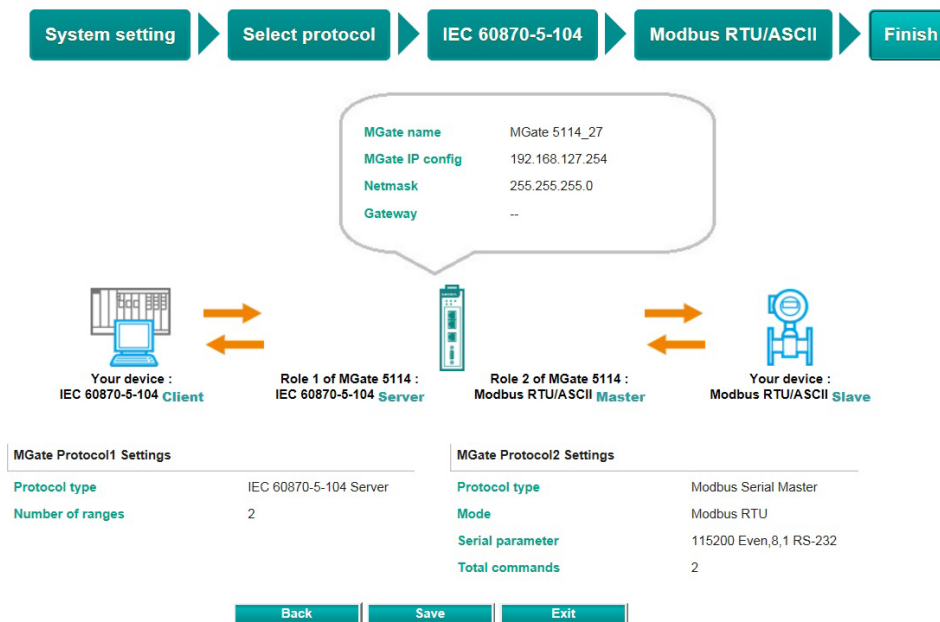 System setting
Select protocol
IEC 60870-5-104
Modbus RTU/ASCII
Finish
MGate name MGate 5114_27
MGate IP config 192.168.127.254
Netmask 255.255.255.0
Gateway --
Your device :
IEC 60870-5-104 Client
Role 1 of MGate 5114 :
IEC 60870-5-104 Server
Role 2 of MGate 5114 :
Modbus RTU/ASCII Master
Your device :
Modbus RTU/ASCII Slave
MGate Protocol1 Settings
Protocol type IEC 60870-5-104 Server
Number of ranges 2
MGate Protocol2 Settings
Protocol type Modbus Serial Master
Mode Modbus RTU
Serial parameter 115200 Even,8,1 RS-232
Total commands 2
Back
Save
Exit